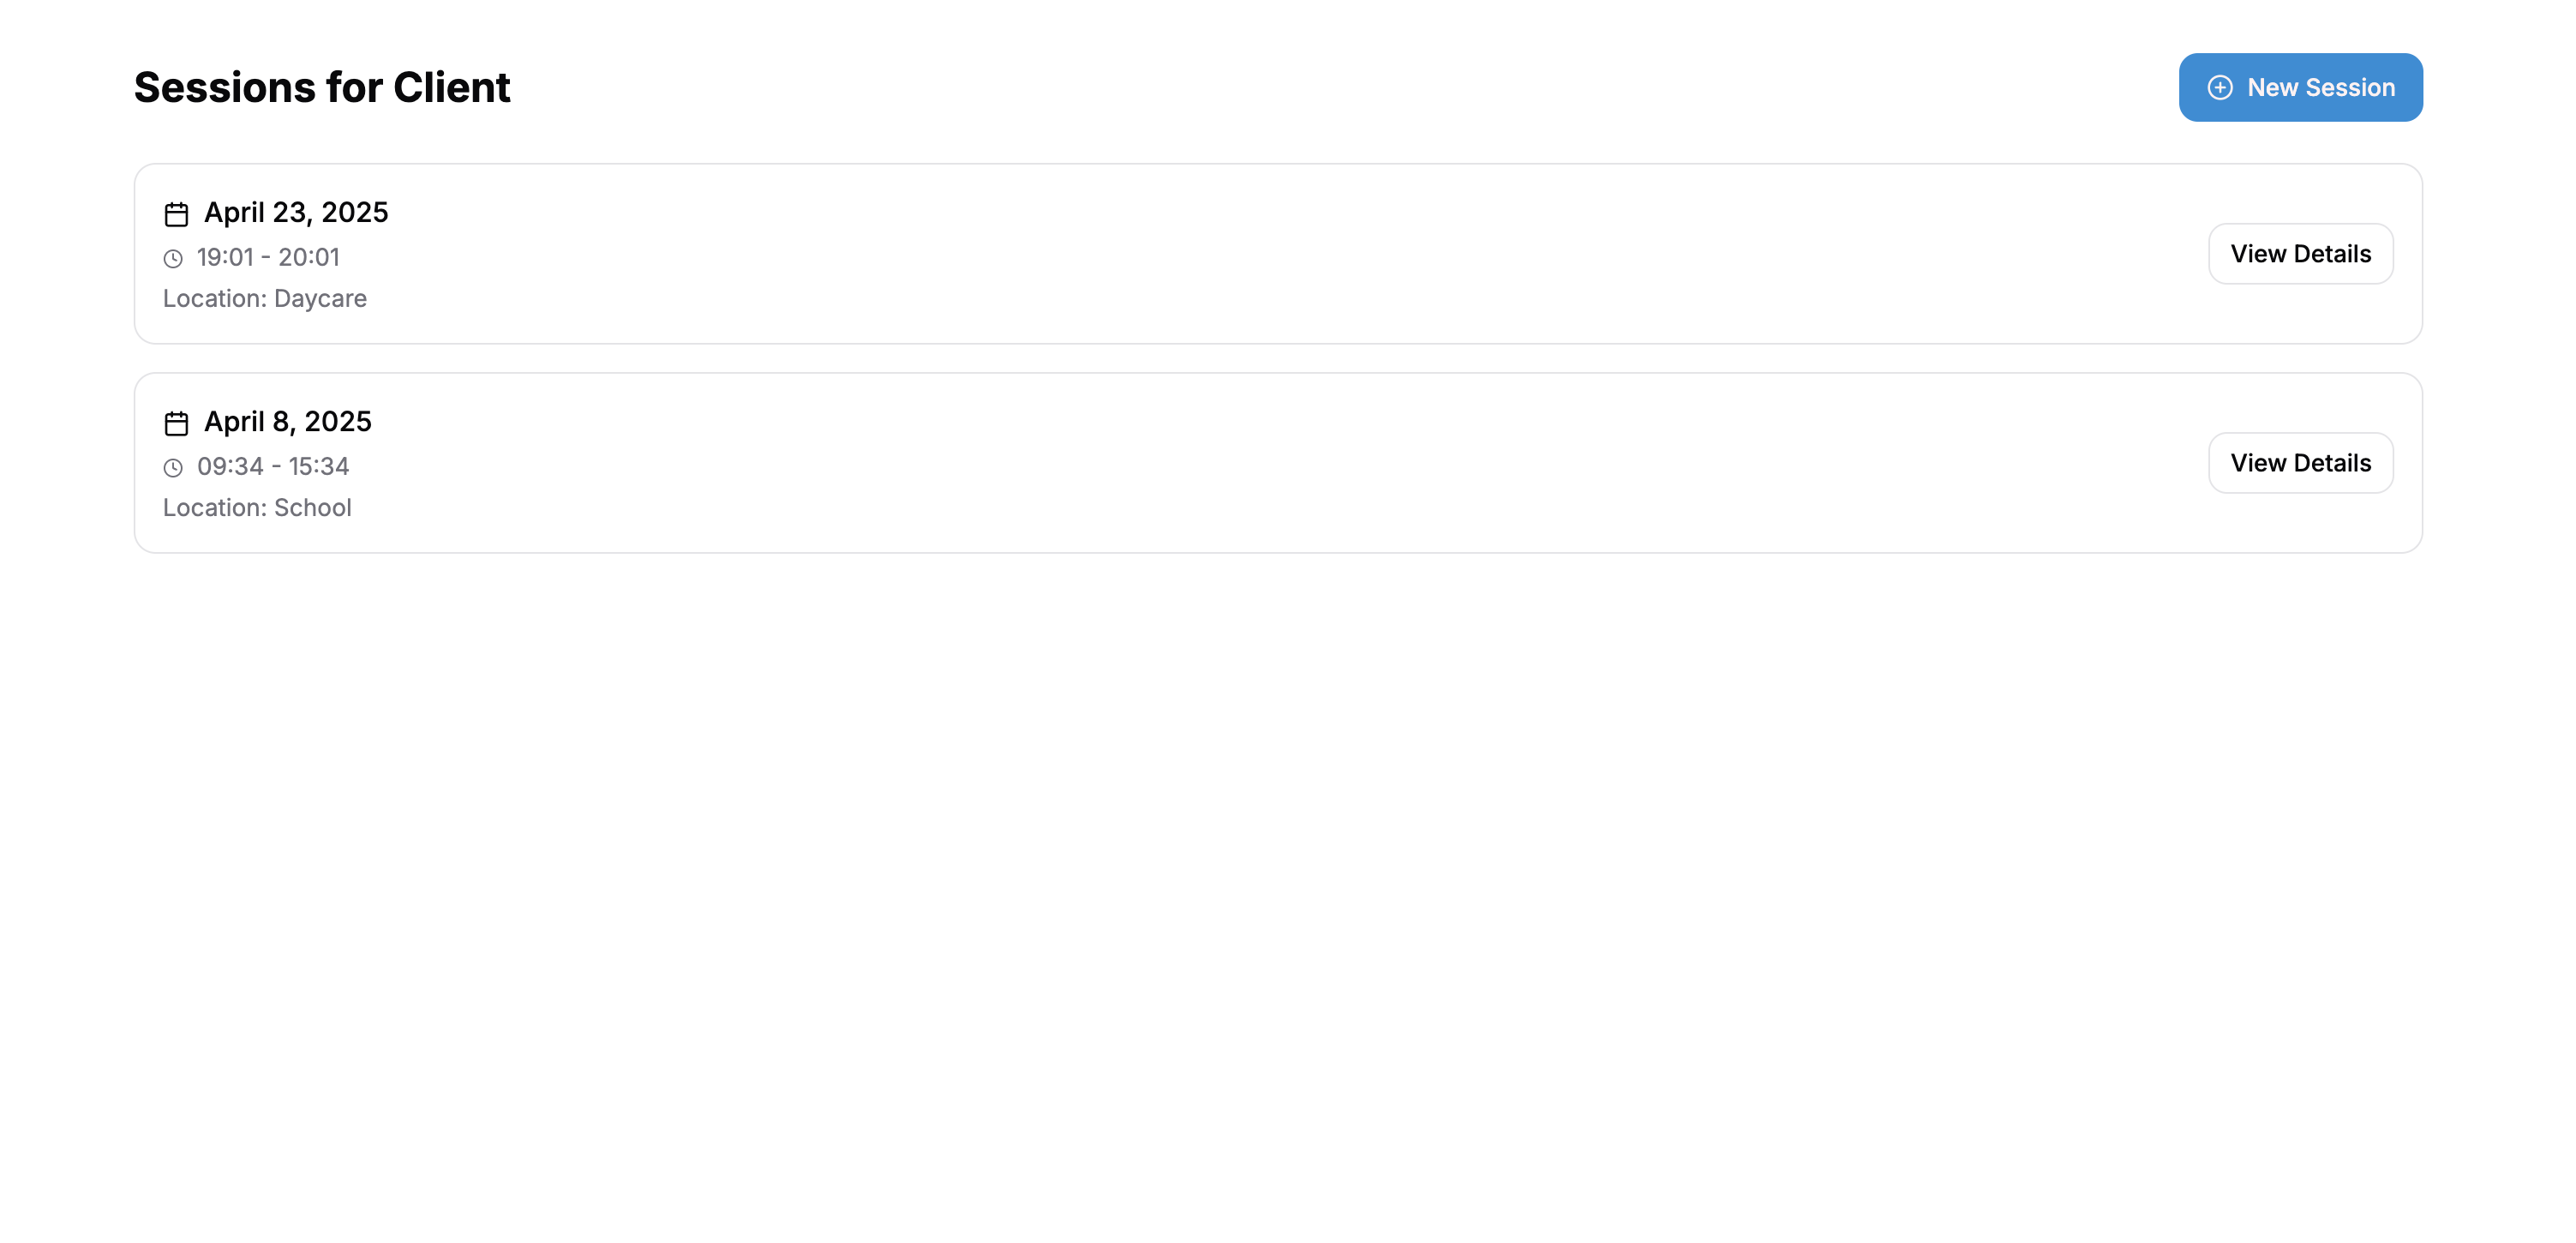 Sessions for Client
New Session
April 23, 2025
19:01 - 20:01
Location: Daycare
View Details
April 8, 2025
09:34 - 15:34
Location: School
View Details